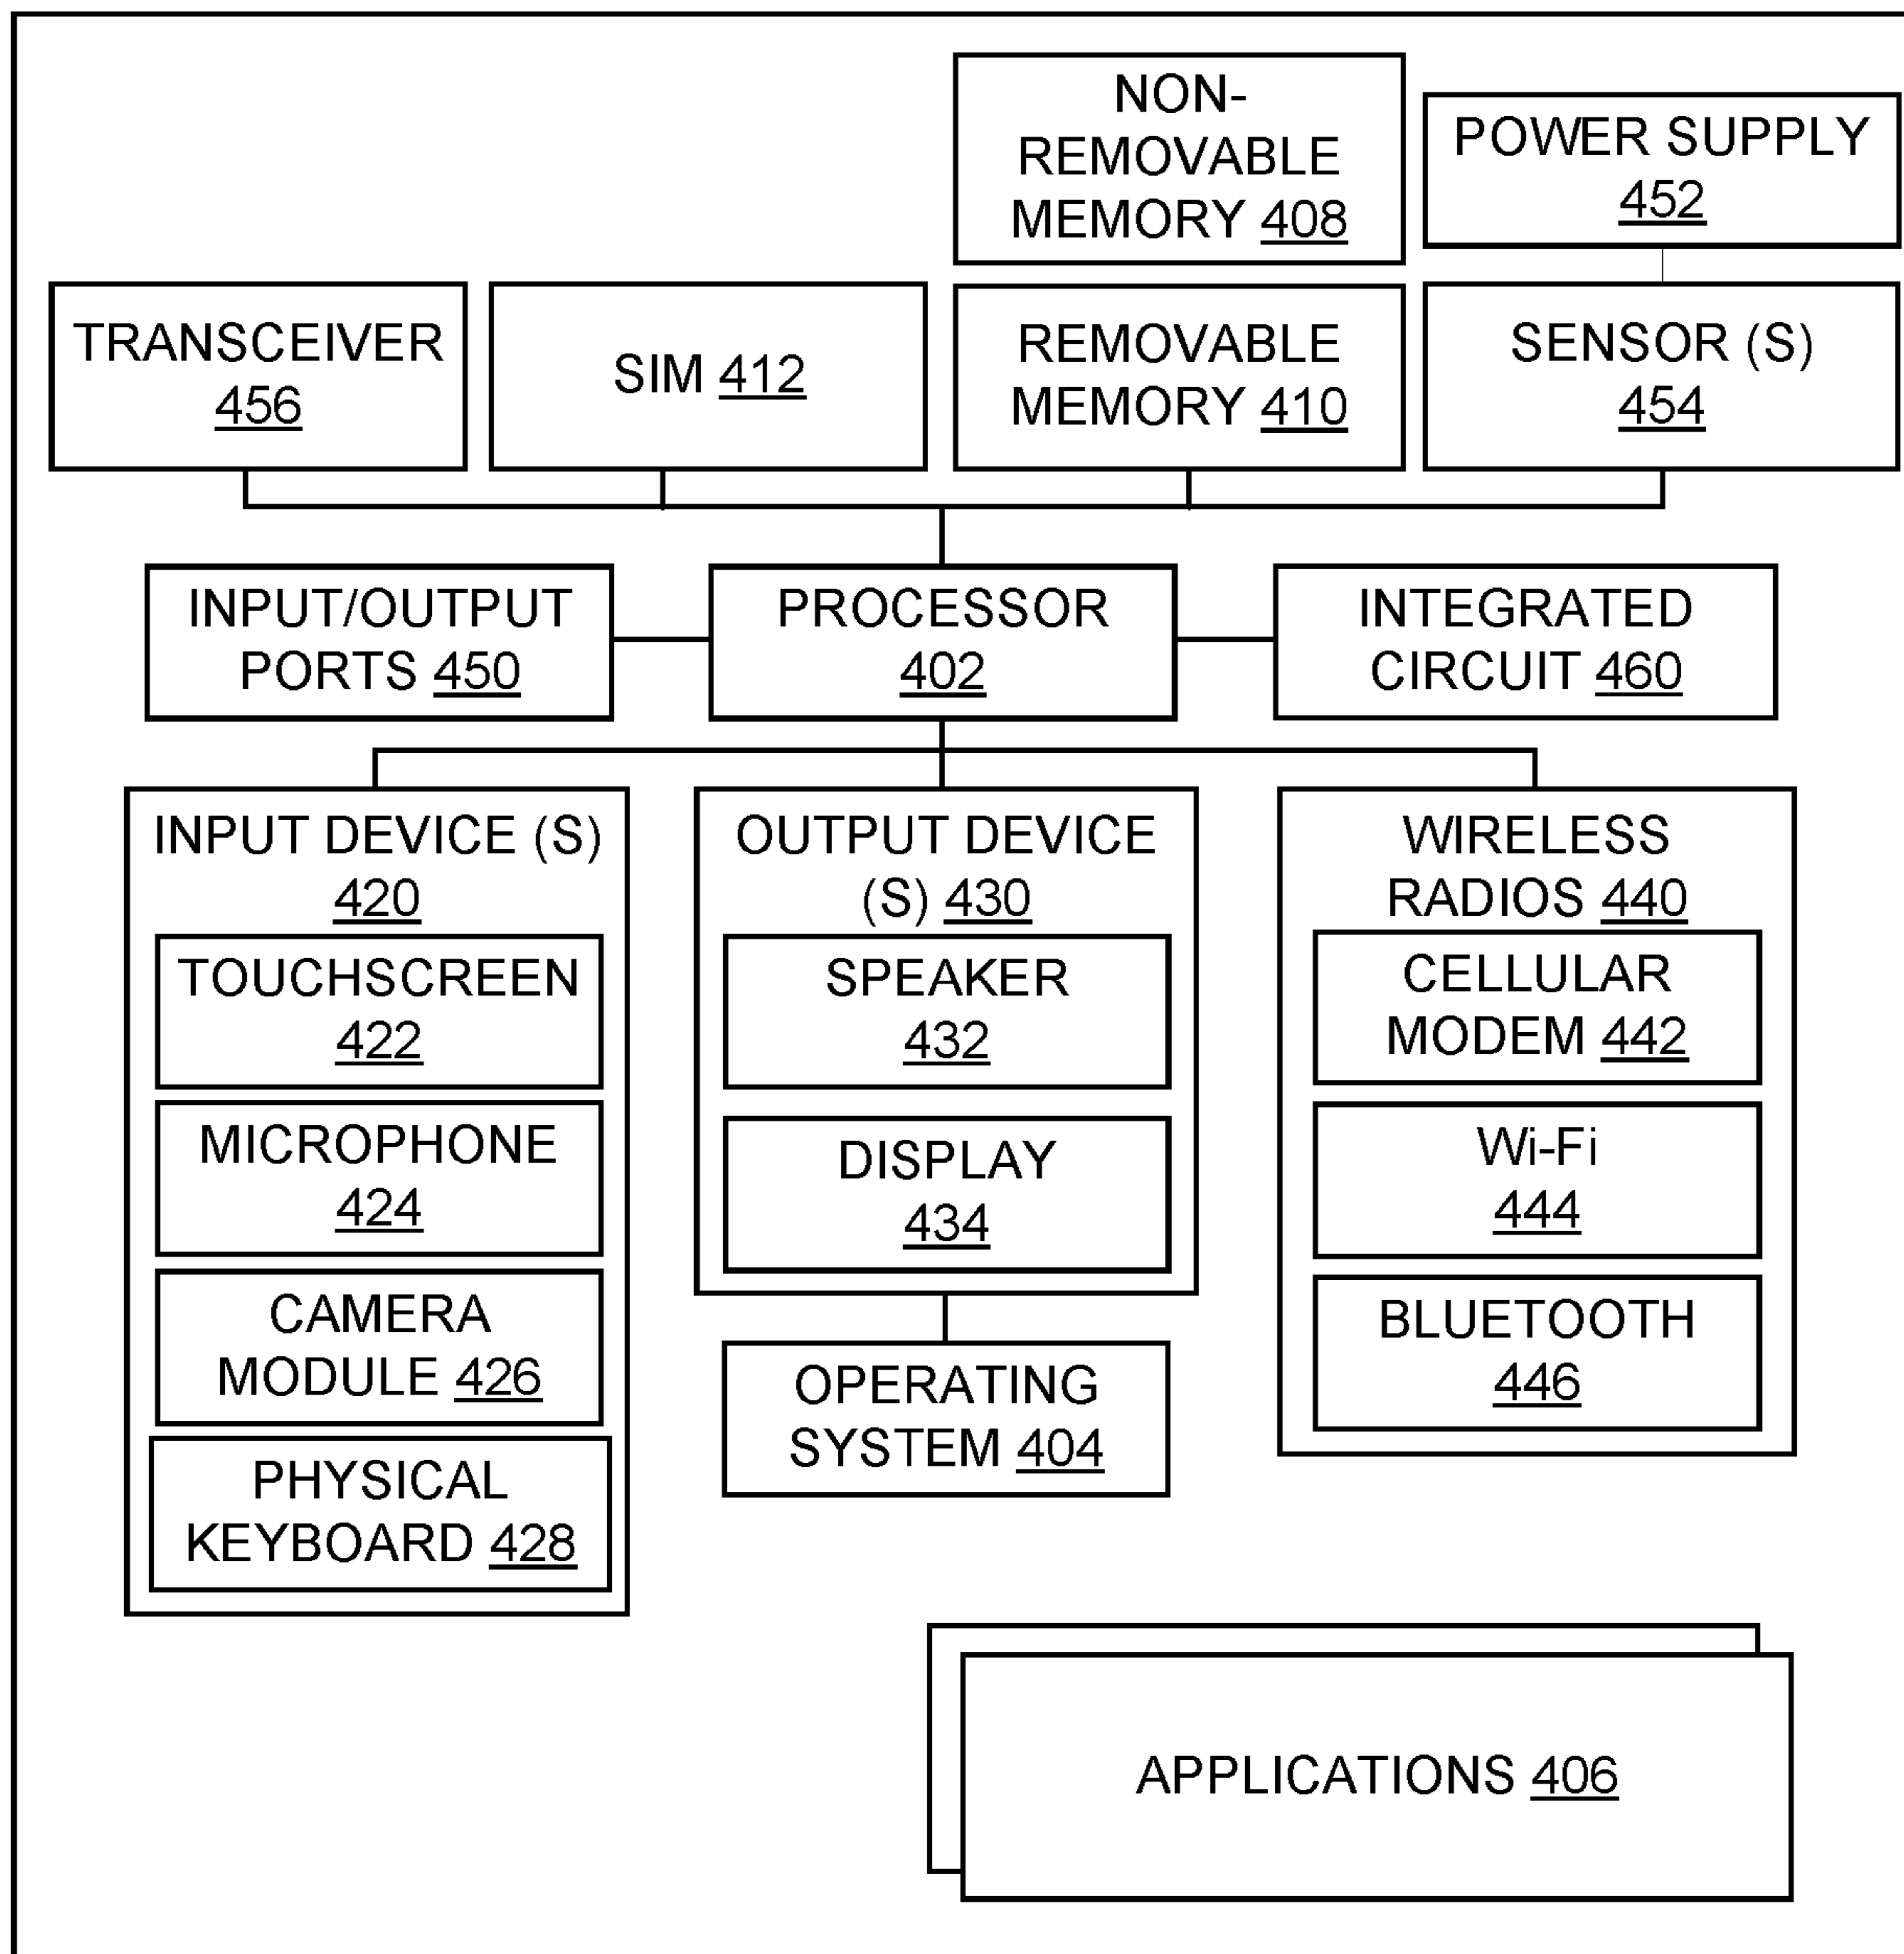 NON-
REMOVABLE
MEMORY 408
POWER SUPPLY
452
TRANSCEIVER
456
SIM 412
REMOVABLE
MEMORY 410
SENSOR (S)
454
INPUT/OUTPUT
PORTS 450
PROCESSOR
402
INTEGRATED
CIRCUIT 460
INPUT DEVICE (S)
420
TOUCHSCREEN
422
MICROPHONE
424
CAMERA
MODULE 426
PHYSICAL
KEYBOARD 428
OUTPUT DEVICE
(S) 430
SPEAKER
432
DISPLAY
434
OPERATING
SYSTEM 404
WIRELESS
RADIOS 440
CELLULAR
MODEM 442
Wi-Fi
444
BLUETOOTH
446
APPLICATIONS 406